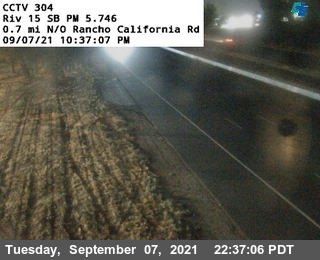 CCTV 304
Riv 15 SB PM 5.746
0.7 mi N/O Rancho California Rd
09/07/21 10:37:07 PM
Tuesday, September 07, 2021 22:37:06 PDT